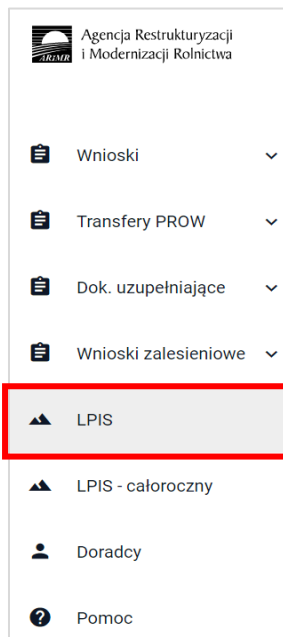 Agencja Restrukturyzacji
i Modernizacji Rolnictwa
ARiMR
Wnioski
Transfery PROW
Dok. uzupełniające
Wnioski zalesieniowe
LPIS
LPIS - całoroczny
Doradcy
Pomoc